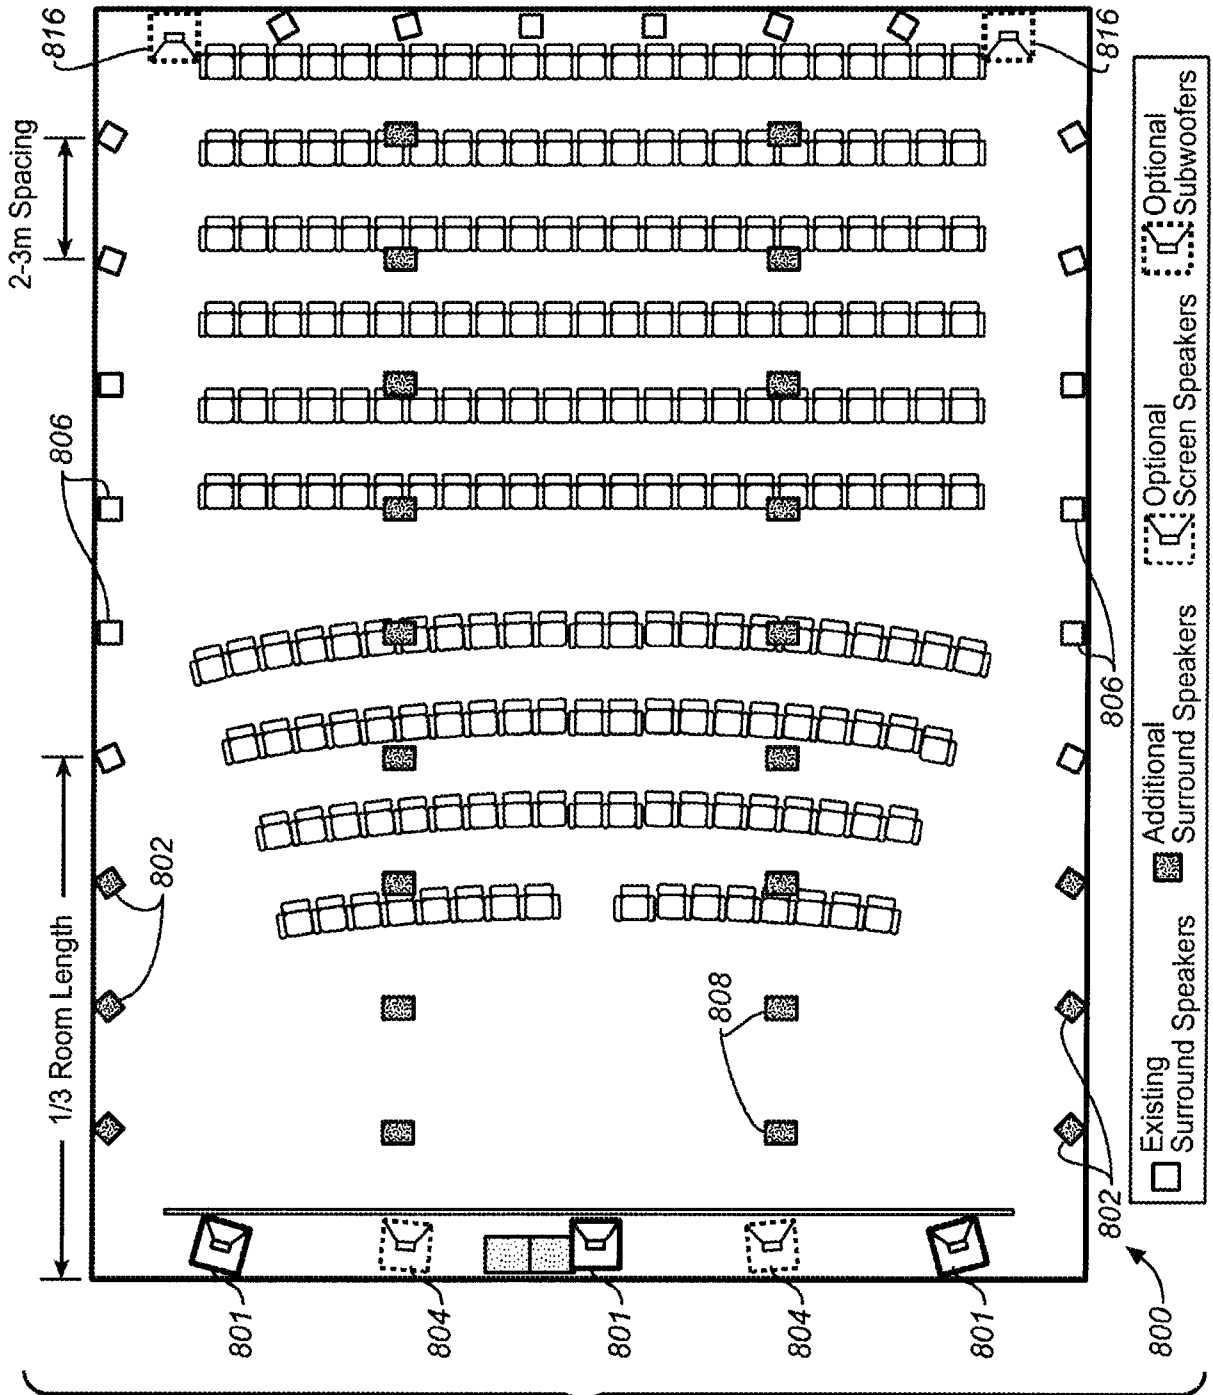 816
816
2-3m Spacing
806
806
1/3 Room Length
802
808
802
801
804
801
804
801
800
Existing
Surround Speakers
Additional
Surround Speakers
Optional
Screen Speakers
Optional
Subwoofers